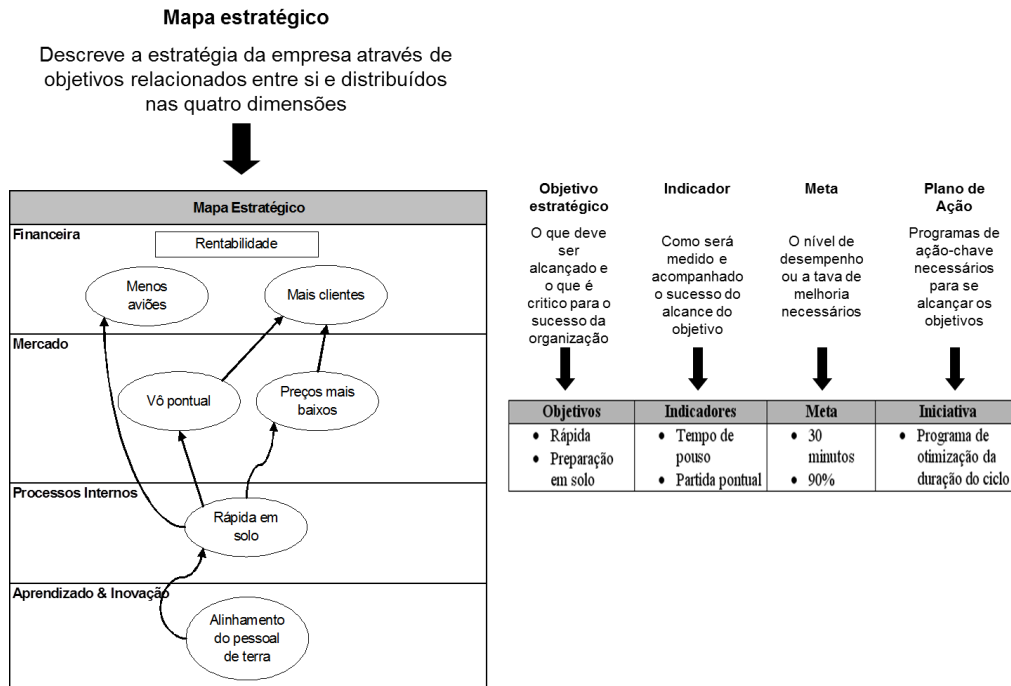 Mapa estratégico
Descreve a estratégia da empresa através de
objetivos relacionados entre si e distribuídos
nas quatro dimensões
Mapa Estratégico
Financeira
Rentabilidade
Menos
aviões
Mais clientes
Mercado
Vô pontual
Preços mais
baixos
Processos Internos
Rápida em
solo
Aprendizado & Inovação
Alinhamento
do pessoal
de terra
Objetivo
estratégico
O que deve
ser
alcançado e
o que é
critico para o
sucesso da
organização
Indicador
Como será
medido e
acompanhado
o sucesso do
alcance do
objetivo
Meta
O nível de
desempenho
ou a tava de
melhoria
necessários
Plano de
Ação
Programas de
ação-chave
necessários
para se
alcançar os
objetivos
Objetivos
• Rápida
• Preparação
em solo
Indicadores
• Tempo de
pouso
• Partida pontual
Meta
• 30
minutos
• 90%
Iniciativa
• Programa de
otimização da
duração do ciclo